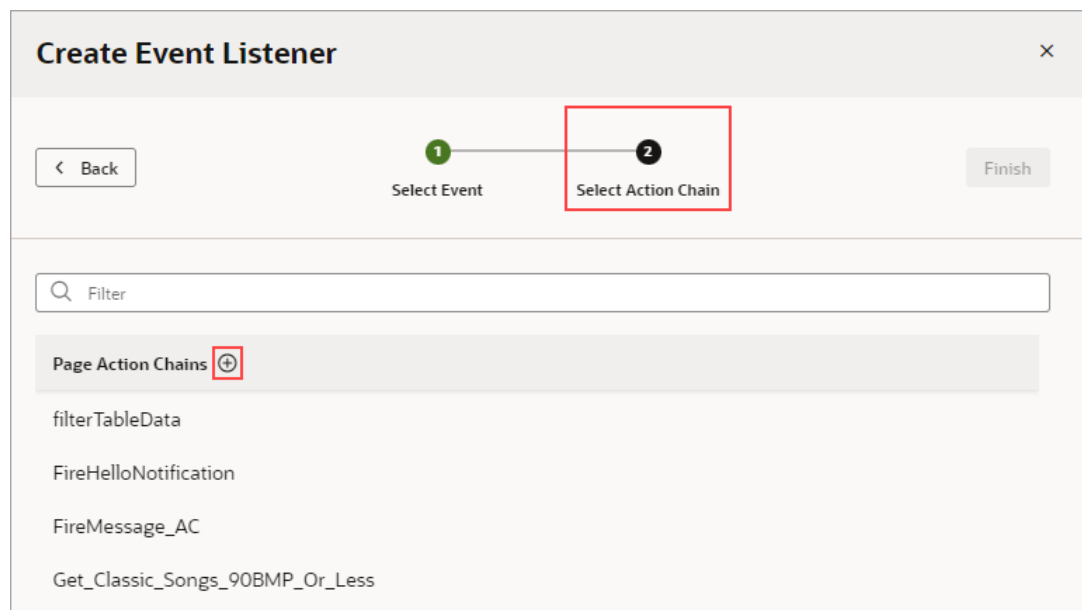 Create Event Listener
Back
1
2
Select Event
Select Action Chain
Finish
Filter
Page Action Chains
filterTableData
FireHelloNotification
FireMessage_AC
Get_Classic_Songs_90BMP_Or_Less